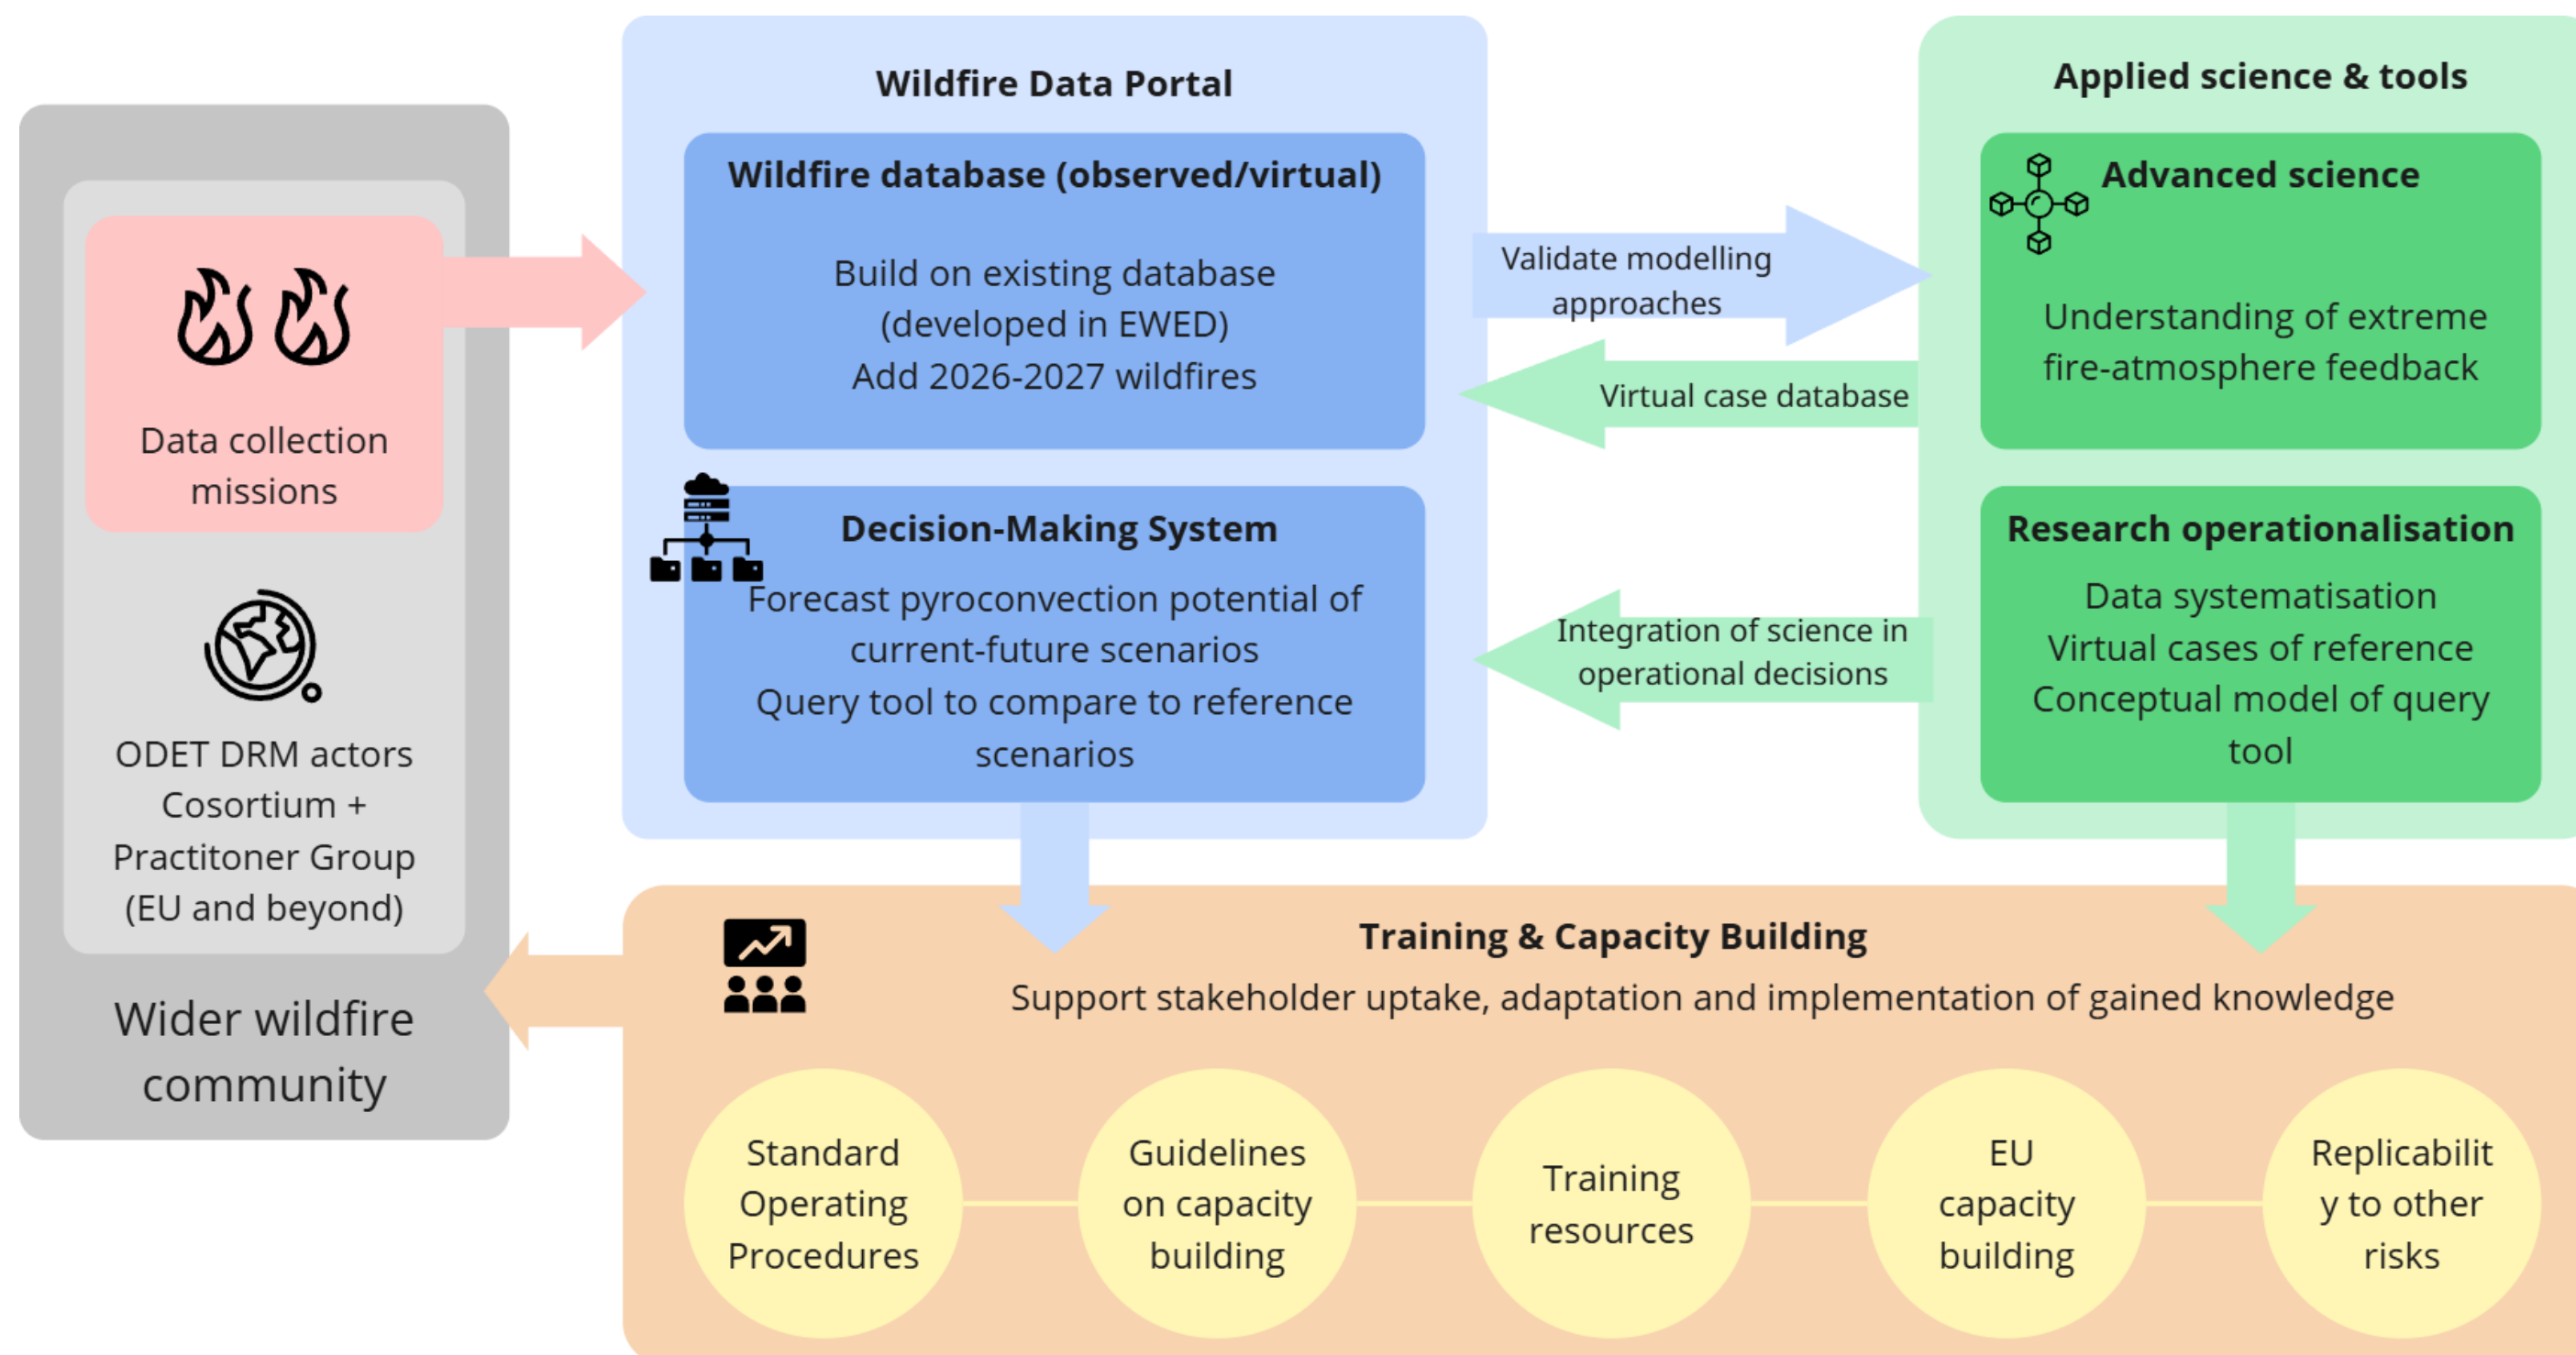 Data collection
missions
ODET DRM actors
Cosortium +
Practitoner Group
(EU and beyond)
Wider wildfire
community
Wildfire Data Portal
Wildfire database (observed/virtual)
Build on existing database
(developed in EWED)
Add 2026-2027 wildfires
Decision-Making System
Forecast pyroconvection potential of
current-future scenarios
Query tool to compare to reference
scenarios
Validate modelling
approaches
Virtual case database
Integration of science in
operational decisions
Applied science & tools
Advanced science
Understanding of extreme
fire-atmosphere feedback
Research operationalisation
Data systematisation
Virtual cases of reference
Conceptual model of query
tool
Training & Capacity Building
Support stakeholder uptake, adaptation and implementation of gained knowledge
Standard
Operating
Procedures
Guidelines
on capacity
building
Training
resources
EU
capacity
building
Replicabilit
y to other
risks